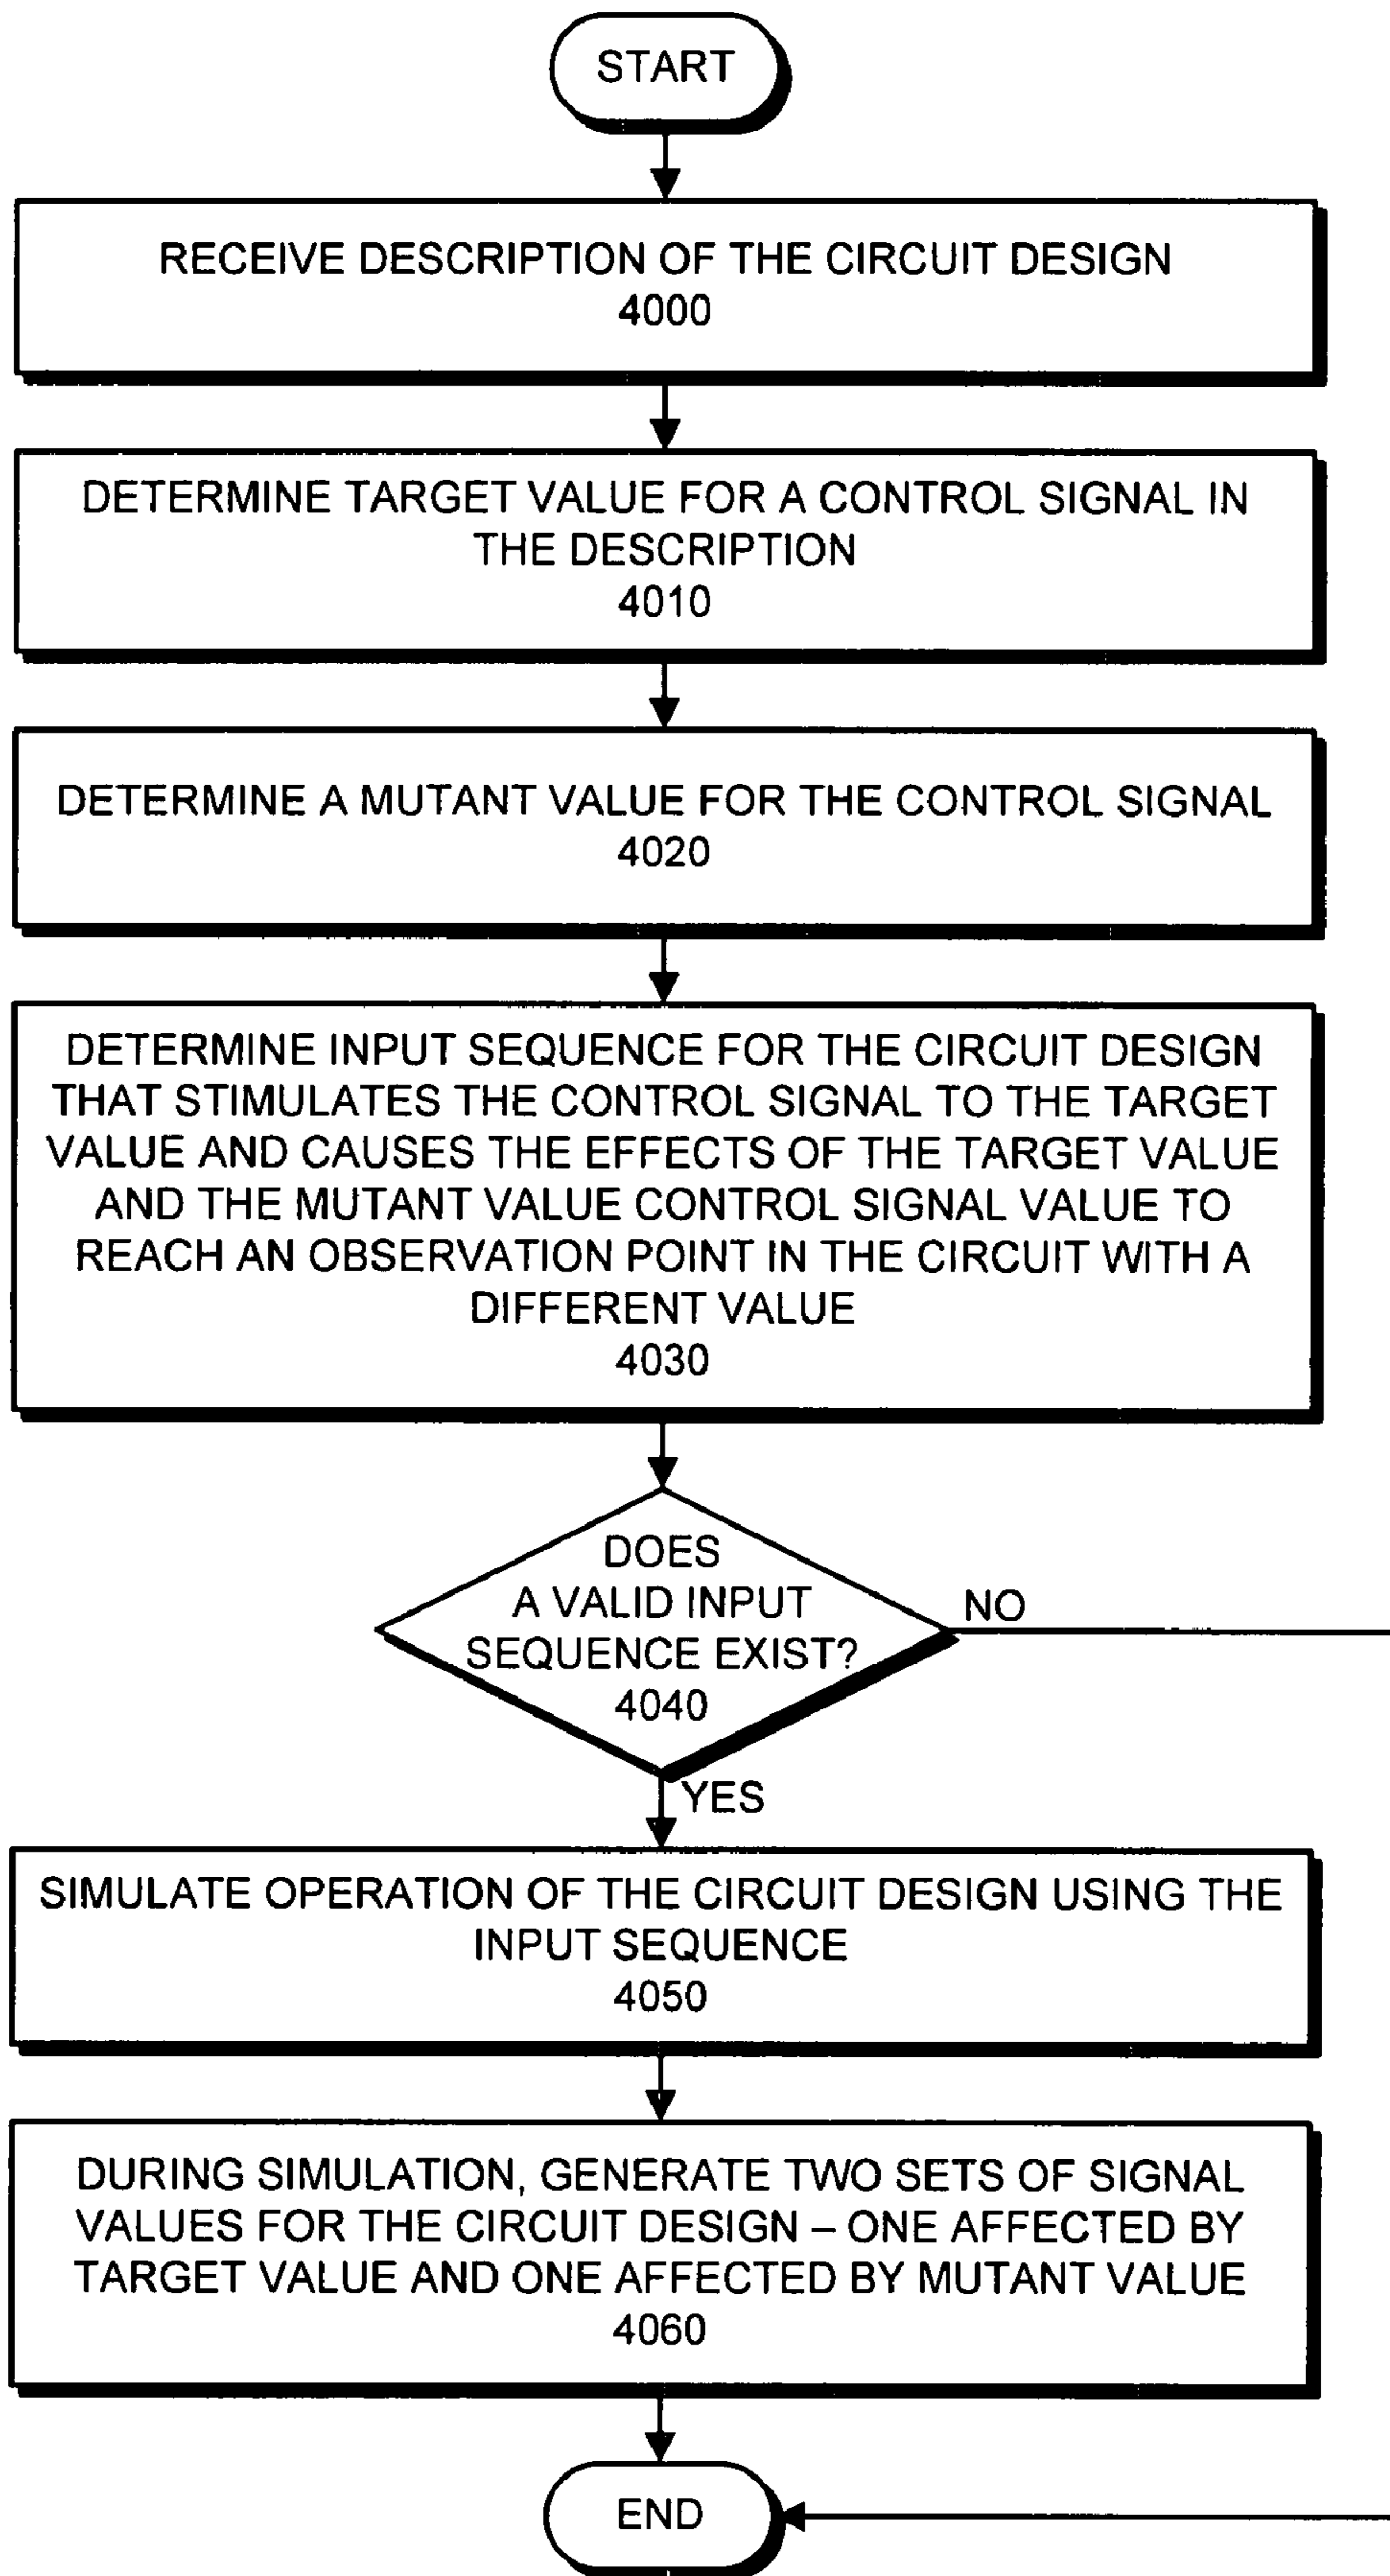 START
RECEIVE DESCRIPTION OF THE CIRCUIT DESIGN
4000
DETERMINE TARGET VALUE FOR A CONTROL SIGNAL IN
THE DESCRIPTION
4010
DETERMINE A MUTANT VALUE FOR THE CONTROL SIGNAL
4020
DETERMINE INPUT SEQUENCE FOR THE CIRCUIT DESIGN
THAT STIMULATES THE CONTROL SIGNAL TO THE TARGET
VALUE AND CAUSES THE EFFECTS OF THE TARGET VALUE
AND THE MUTANT VALUE CONTROL SIGNAL VALUE TO
REACH AN OBSERVATION POINT IN THE CIRCUIT WITH A
DIFFERENT VALUE
4030
DOES
A VALID INPUT
SEQUENCE EXIST?
4040
NO
YES
SIMULATE OPERATION OF THE CIRCUIT DESIGN USING THE
INPUT SEQUENCE
4050
DURING SIMULATION, GENERATE TWO SETS OF SIGNAL
VALUES FOR THE CIRCUIT DESIGN – ONE AFFECTED BY
TARGET VALUE AND ONE AFFECTED BY MUTANT VALUE
4060
END